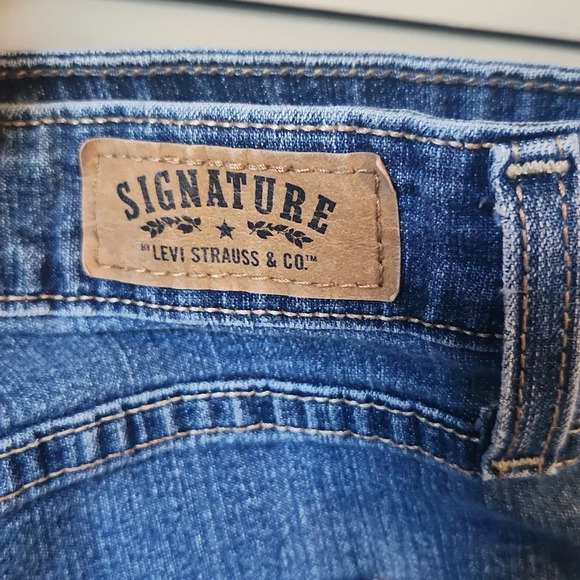 SIGNATURE
BY LEVI STRAUSS & CO.™